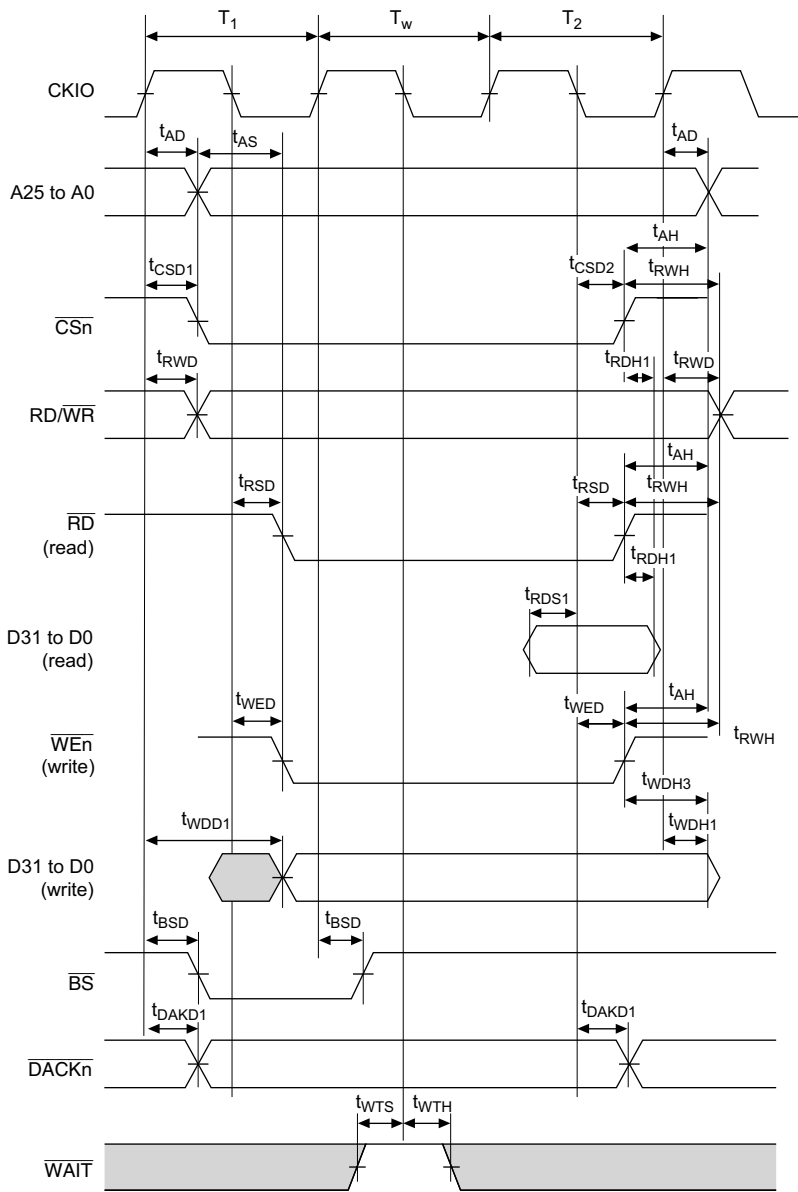 T1 Tw T2
CKIO
tAD tAS tAD
A25 to A0
tAH
tCSD1 tCSD2 tRWH
CSn
tRWD tRDH1 tRWD
RD/WR
tAH
tRSD tRSD tRWH
RD
(read)
tRDH1
tRDS1
D31 to D0
(read)
tAH
tWED tWED
tRWH
WEn
(write)
tWDH3
tWDD1 tWDH1
D31 to D0
(write)
tBSD tBSD
BS
tDAKD1 tDAKD1
DACKn
tWTS tWTH
WAIT